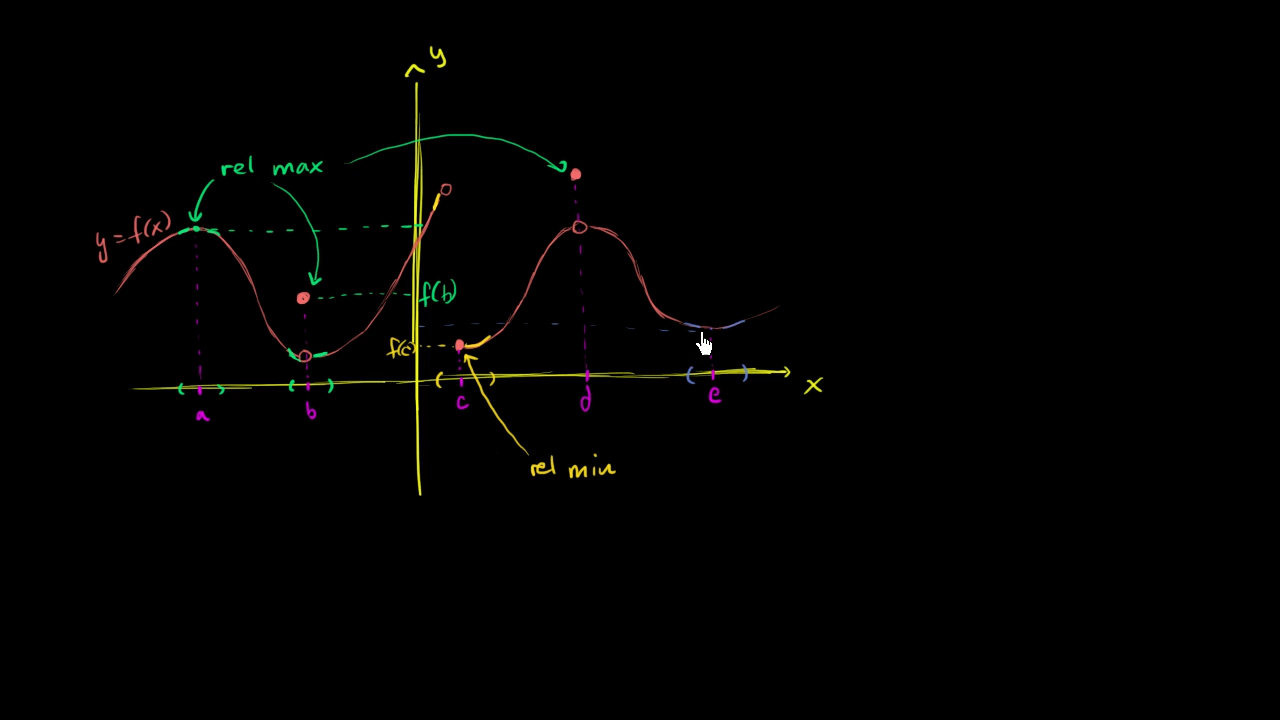 y
rel max
y = f(x)
f(b)
f(c)
( )
( )
( )
( )
x
a
b
c
d
e
rel min